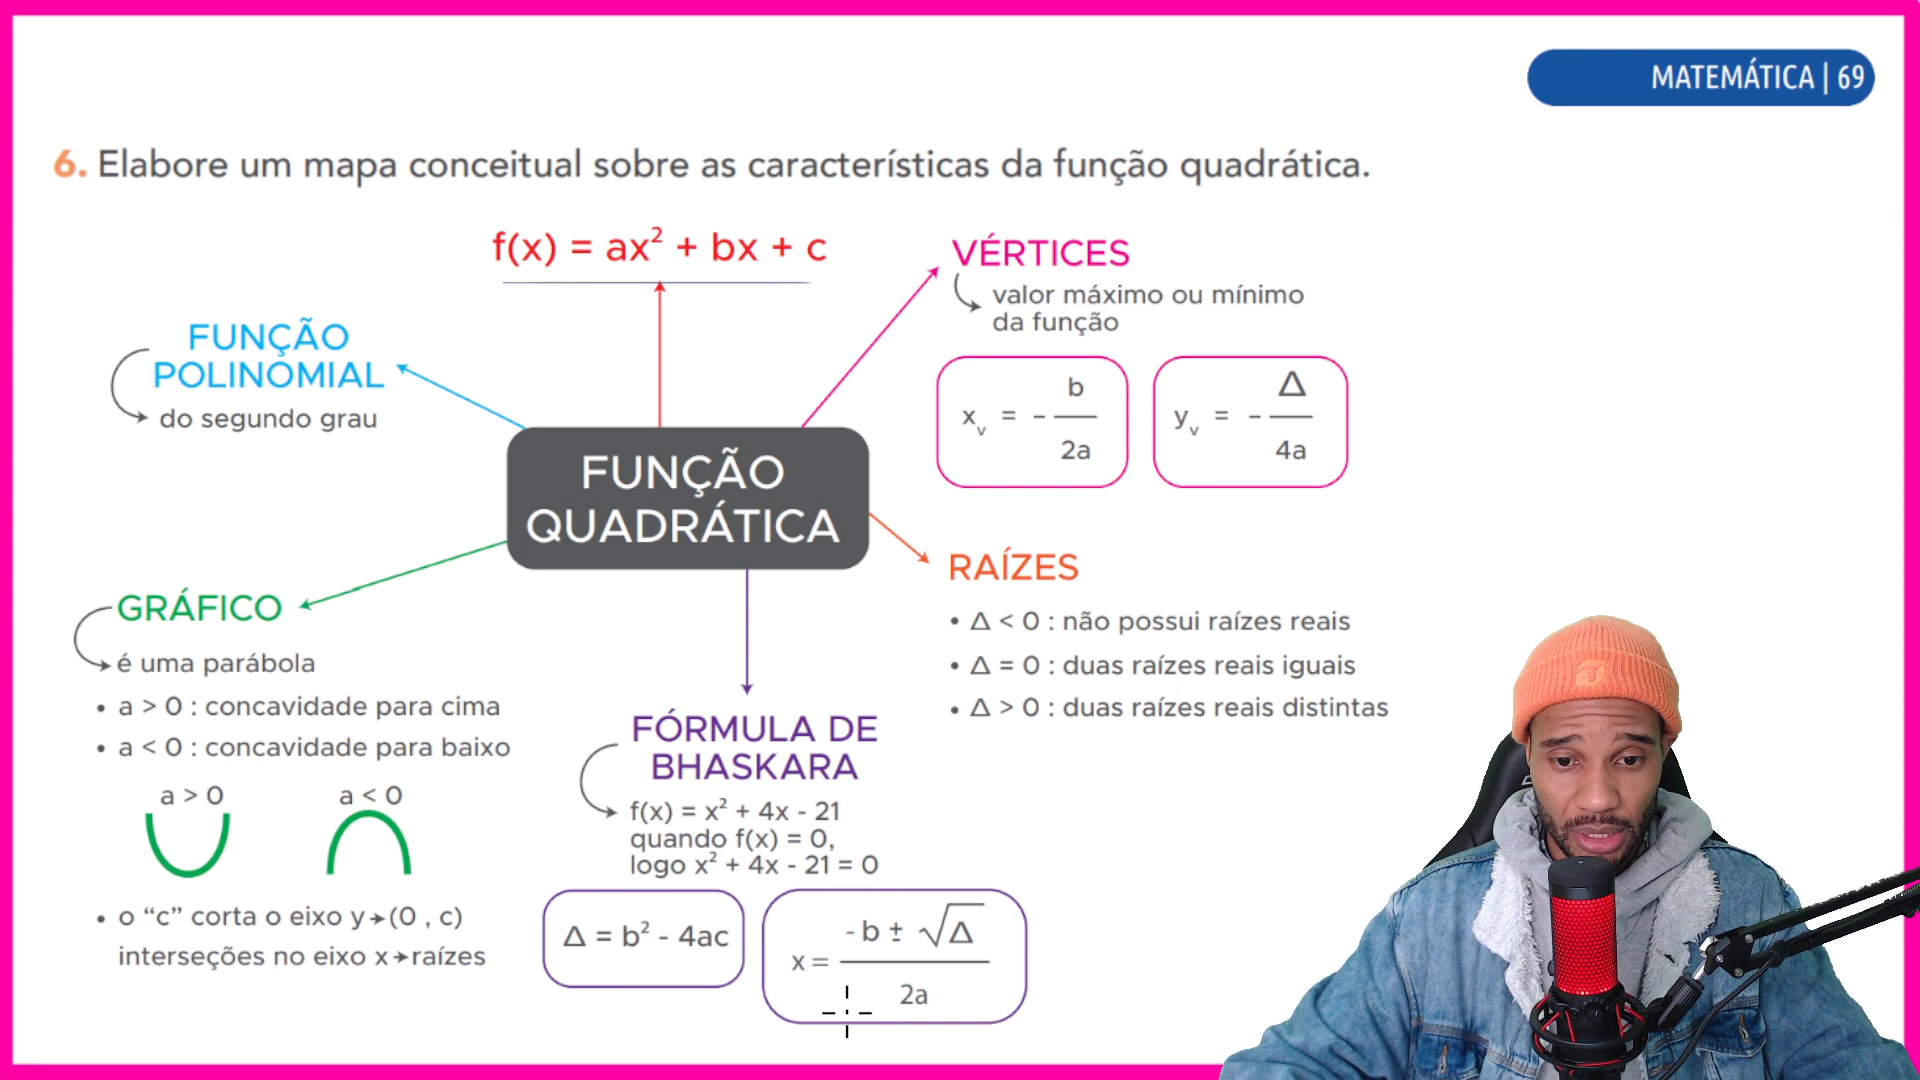 MATEMÁTICA | 69
6. Elabore um mapa conceitual sobre as características da função quadrática.
f(x) = ax² + bx + c
FUNÇÃO
POLINOMIAL
do segundo grau
VÉRTICES
valor máximo ou mínimo
da função
x_v = - b/2a
y_v = - Δ/4a
FUNÇÃO
QUADRÁTICA
RAÍZES
• Δ < 0 : não possui raízes reais
• Δ = 0 : duas raízes reais iguais
• Δ > 0 : duas raízes reais distintas
GRÁFICO
é uma parábola
• a > 0 : concavidade para cima
• a < 0 : concavidade para baixo
a > 0 a < 0
• o “c” corta o eixo y→(0 , c)
interseções no eixo x→raízes
FÓRMULA DE
BHASKARA
f(x) = x² + 4x - 21
quando f(x) = 0,
logo x² + 4x - 21 = 0
Δ = b² - 4ac
x = (-b ± √Δ)/2a